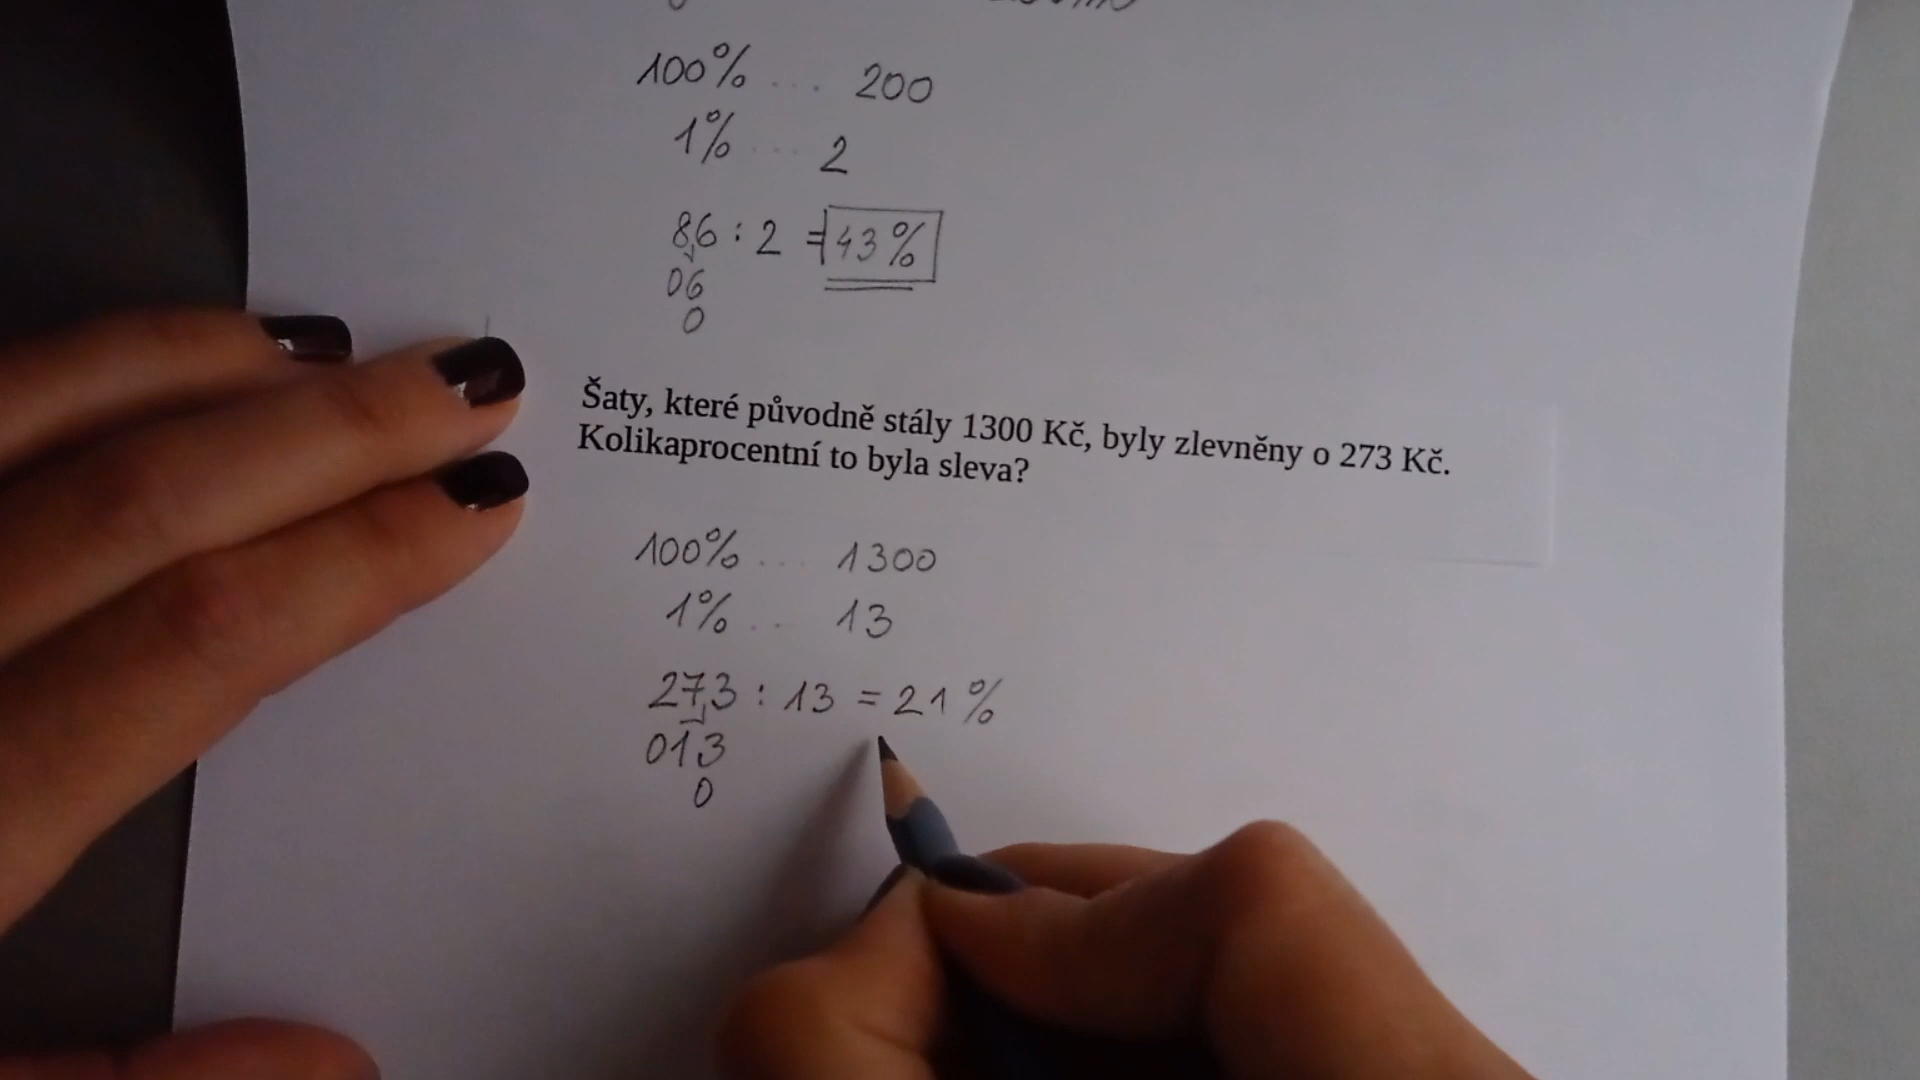 100% ... 200
1% ... 2
86 : 2 = 43%
06
0
Šaty, které původně stály 1300 Kč, byly zlevněny o 273 Kč.
Kolikaprocentní to byla sleva?
100% ... 1300
1% .. 13
273 : 13 = 21%
013
0